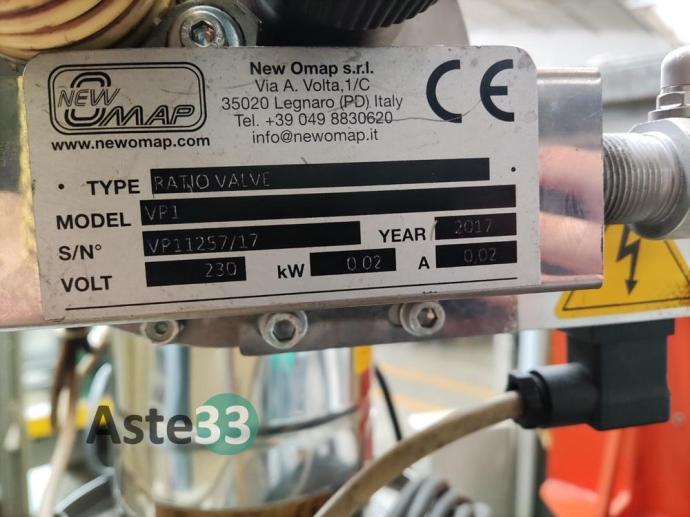 NEW OMAP
www.newomap.com
New Omap s.r.l.
Via A. Volta,1/C
35020 Legnaro (PD) Italy
Tel. +39 049 8830620
info@newomap.it
CE
TYPE RATIO VALVE
MODEL VP1
S/N° VP11257/17 YEAR 2017
VOLT 230 kW 0.02 A 0,02
Aste33